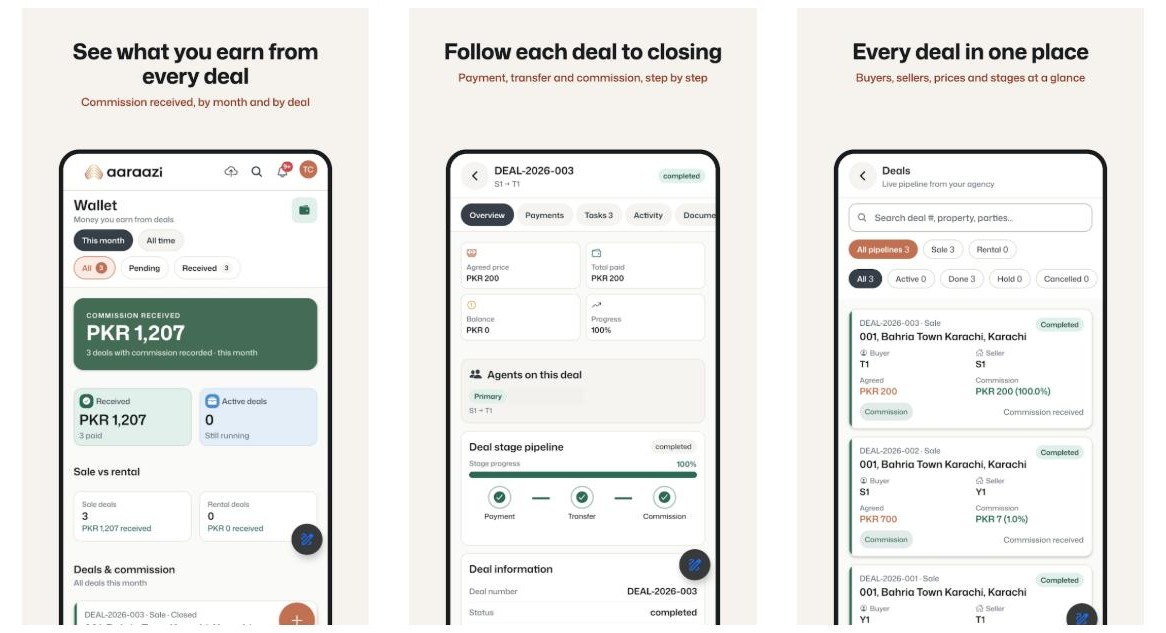 See what you earn from
every deal
Commission received, by month and by deal
aaraazi
9+
TC
Wallet
Money you earn from deals
This month
All time
All 3
Pending
Received 3
COMMISSION RECEIVED
PKR 1,207
3 deals with commission recorded · this month
Received
PKR 1,207
3 paid
Active deals
0
Still running
Sale vs rental
Sale deals
3
PKR 1,207 received
Rental deals
0
PKR 0 received
Deals & commission
All deals this month
DEAL-2026-003 · Sale · Closed
Follow each deal to closing
Payment, transfer and commission, step by step
DEAL-2026-003
S1 → T1
completed
Overview
Payments
Tasks 3
Activity
Docume
Agreed price
PKR 200
Total paid
PKR 200
Balance
PKR 0
Progress
100%
Agents on this deal
Primary
S1 → T1
Deal stage pipeline
completed
Stage progress
100%
Payment
Transfer
Commission
Deal information
Deal number
DEAL-2026-003
Status
completed
Every deal in one place
Buyers, sellers, prices and stages at a glance
Deals
Live pipeline from your agency
Search deal #, property, parties...
All pipelines 3
Sale 3
Rental 0
All 3
Active 0
Done 3
Hold 0
Cancelled 0
DEAL-2026-003 · Sale
Completed
001, Bahria Town Karachi, Karachi
Buyer
T1
Seller
S1
Agreed
PKR 200
Commission
PKR 200 (100.0%)
Commission
Commission received
DEAL-2026-002 · Sale
Completed
001, Bahria Town Karachi, Karachi
Buyer
S1
Seller
Y1
Agreed
PKR 700
Commission
PKR 7 (1.0%)
Commission
Commission received
DEAL-2026-001 · Sale
Completed
001, Bahria Town Karachi, Karachi
Buyer
Y1
Seller
T1